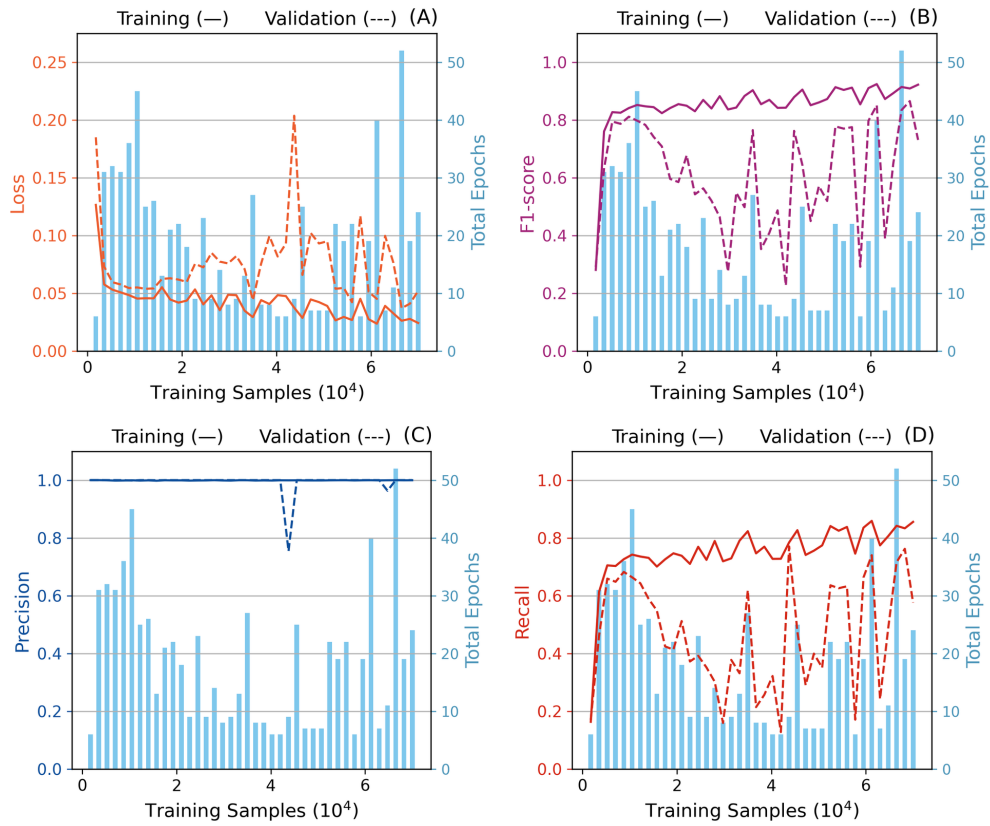 Training (—) Validation (---) (A)
0.25
0.20
0.15
0.10
0.05
0.00
Loss
50
40
30
20
10
0
Total Epochs
0 2 4 6
Training Samples (10⁴)
Training (—) Validation (---) (B)
1.0
0.8
0.6
0.4
0.2
0.0
F1-score
50
40
30
20
10
0
Total Epochs
0 2 4 6
Training Samples (10⁴)
Training (—) Validation (---) (C)
1.0
0.8
0.6
0.4
0.2
0.0
Precision
50
40
30
20
10
0
Total Epochs
0 2 4 6
Training Samples (10⁴)
Training (—) Validation (---) (D)
1.0
0.8
0.6
0.4
0.2
0.0
Recall
50
40
30
20
10
0
Total Epochs
0 2 4 6
Training Samples (10⁴)